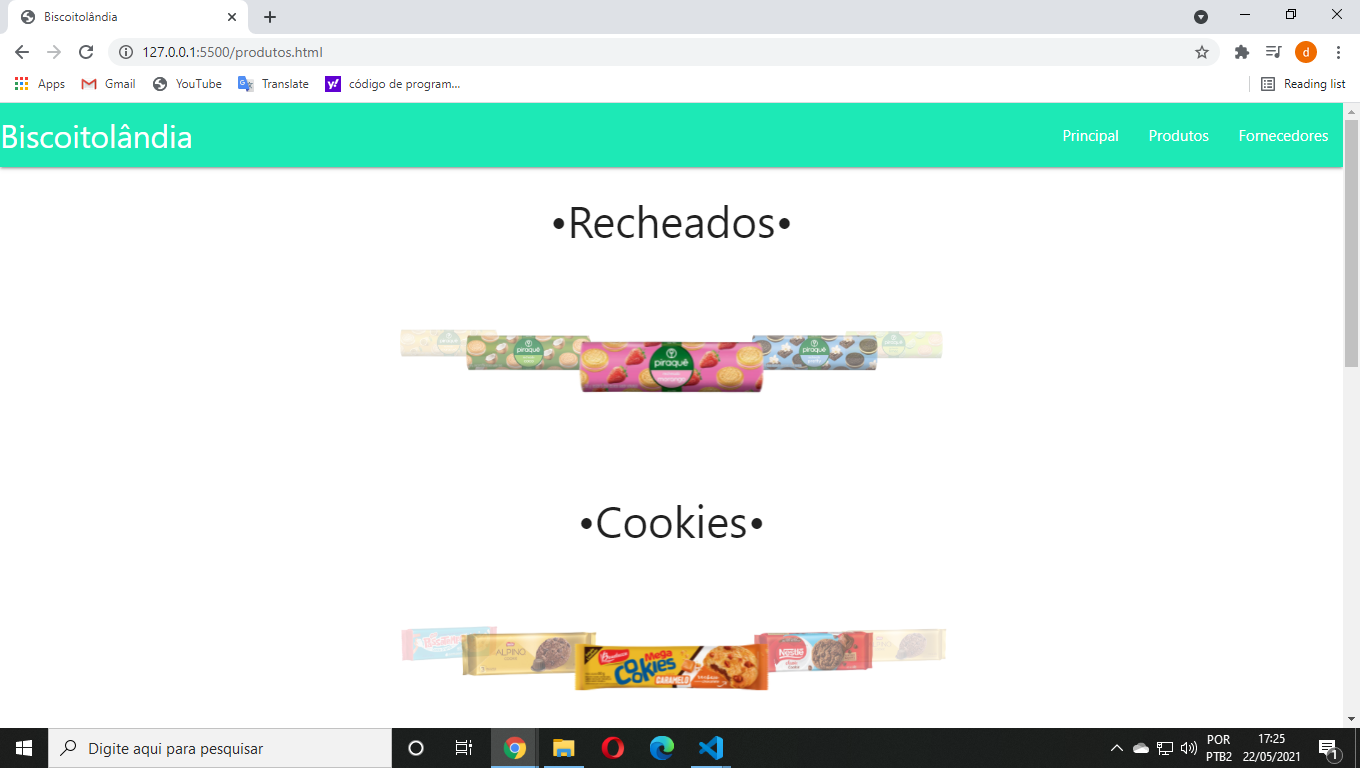 Biscoitolândia
127.0.0.1:5500/produtos.html
d
Apps
Gmail
YouTube
Translate
código de program...
Reading list
Biscoitolândia
Principal
Produtos
Fornecedores
•Recheados•
piraquê
piraquê
piraquê
morango
•Cookies•
ALPINO
Bauducco
Mega
COOKIES
CARAMELO
Nestlé
Digite aqui para pesquisar
POR
PTB2
17:25
22/05/2021
1